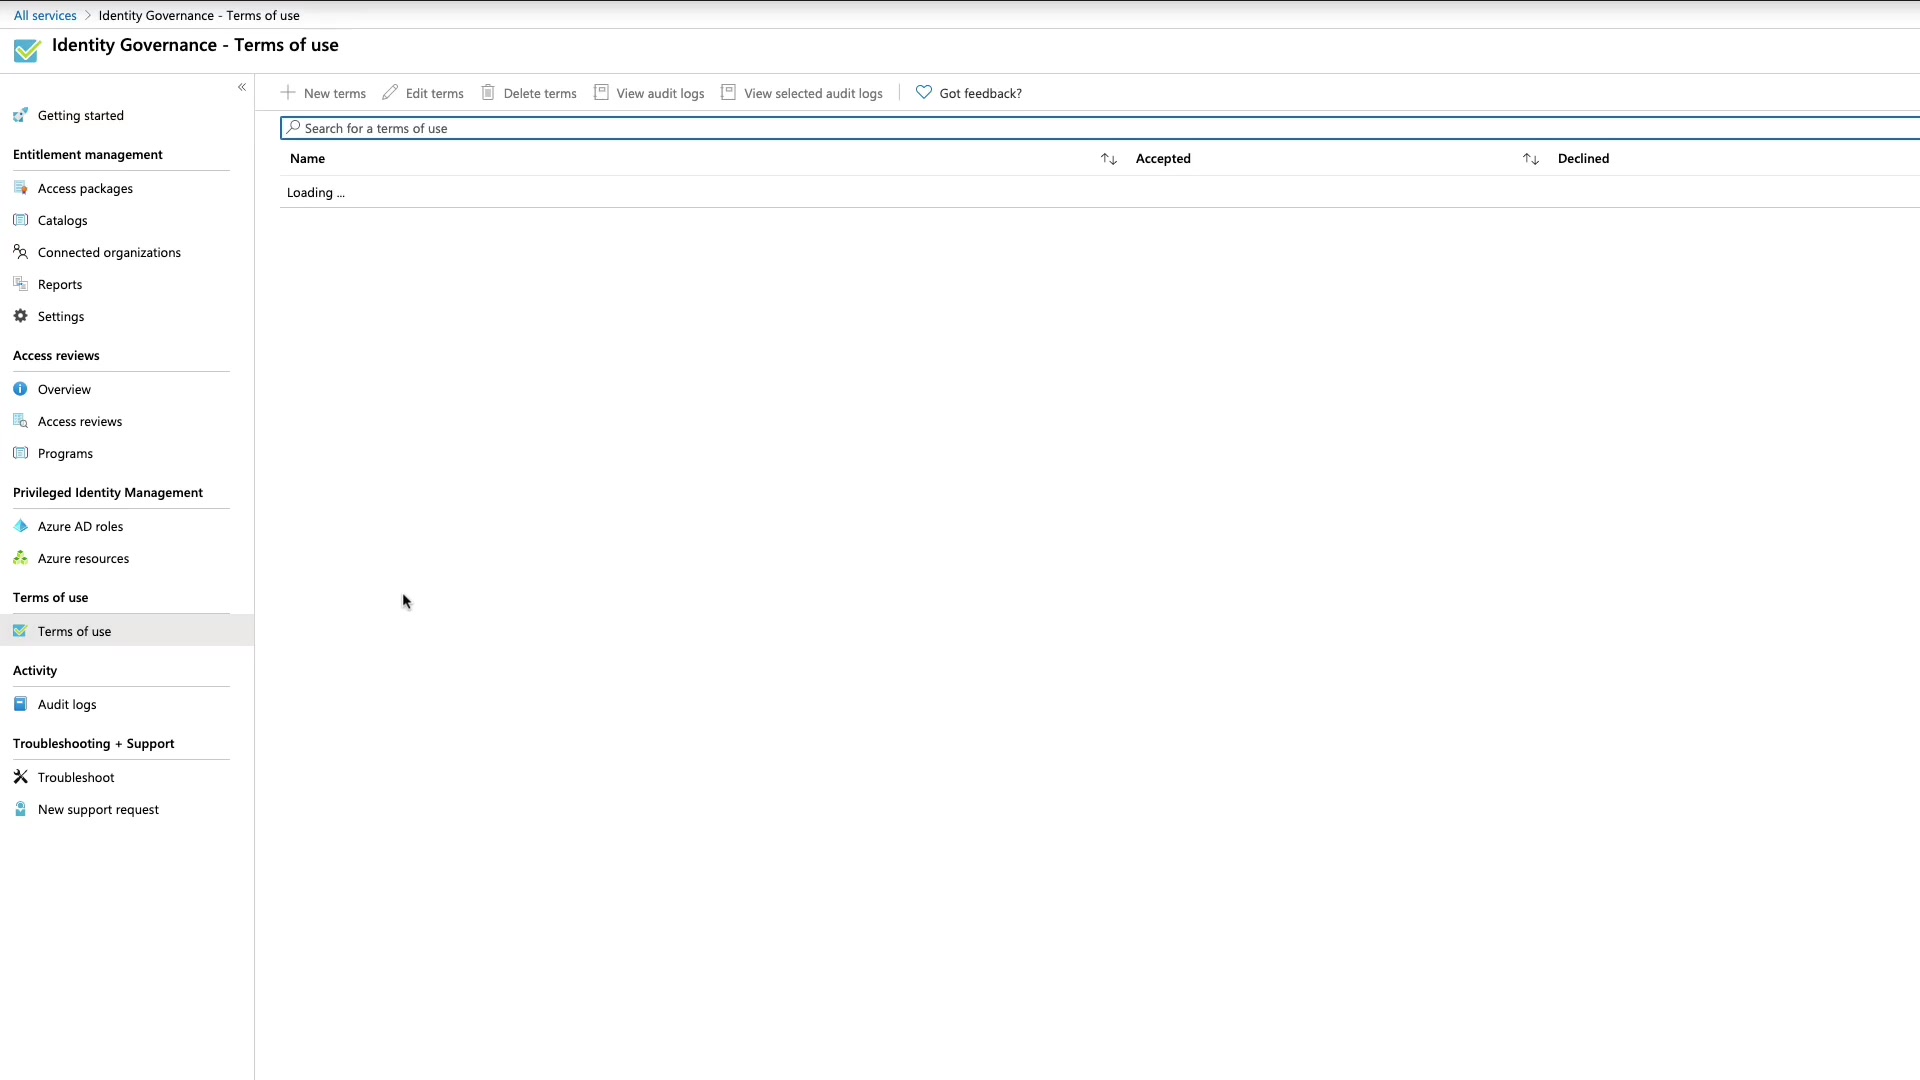 All services > Identity Governance - Terms of use
Identity Governance - Terms of use
«
Getting started
Entitlement management
Access packages
Catalogs
Connected organizations
Reports
Settings
Access reviews
Overview
Access reviews
Programs
Privileged Identity Management
Azure AD roles
Azure resources
Terms of use
Terms of use
Activity
Audit logs
Troubleshooting + Support
Troubleshoot
New support request
New terms Edit terms Delete terms View audit logs View selected audit logs Got feedback?
Search for a terms of use
Name ↑↓ Accepted ↑↓ Declined
Loading ...